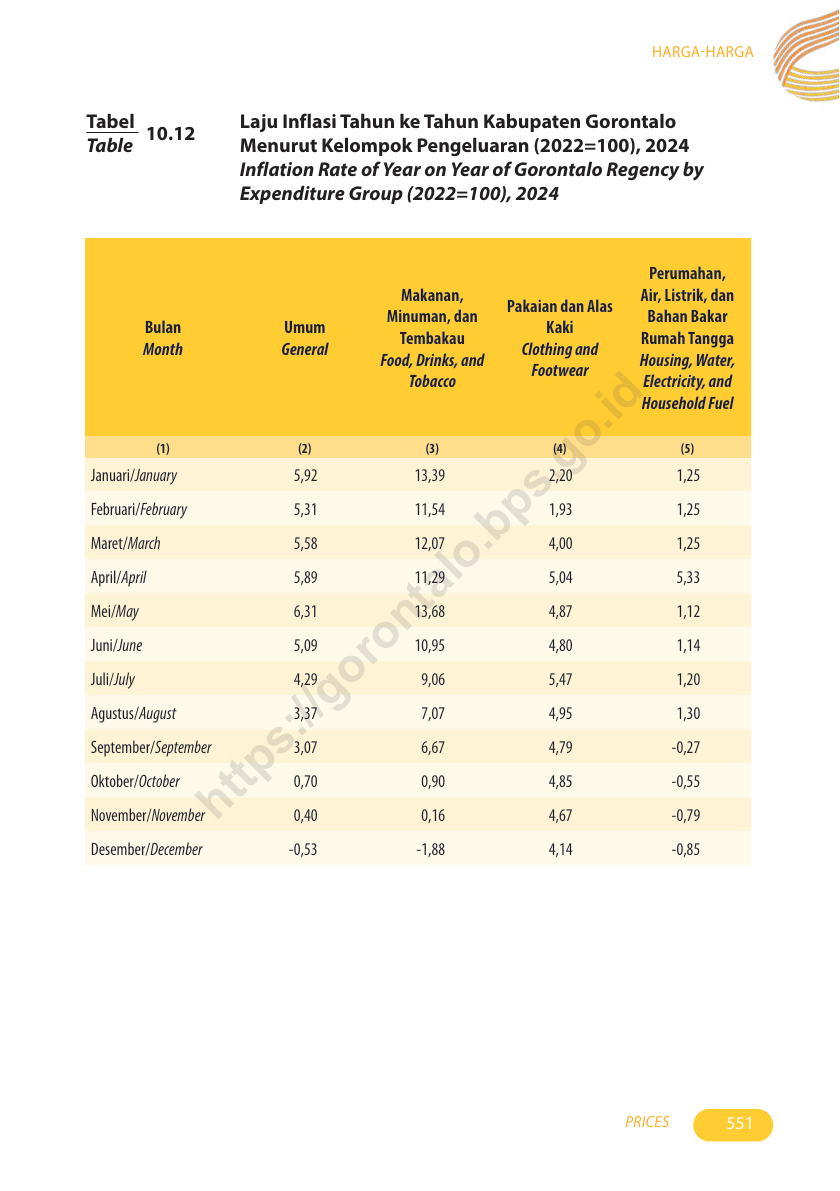 HARGA-HARGA
Tabel
Table
10.12
Laju Inflasi Tahun ke Tahun Kabupaten Gorontalo
Menurut Kelompok Pengeluaran (2022=100), 2024
Inflation Rate of Year on Year of Gorontalo Regency by
Expenditure Group (2022=100), 2024
Bulan
Month
Umum
General
Makanan,
Minuman, dan
Tembakau
Food, Drinks, and
Tobacco
Pakaian dan Alas
Kaki
Clothing and
Footwear
Perumahan,
Air, Listrik, dan
Bahan Bakar
Rumah Tangga
Housing, Water,
Electricity, and
Household Fuel
(1) (2) (3) (4) (5)
Januari/January 5,92 13,39 2,20 1,25
Februari/February 5,31 11,54 1,93 1,25
Maret/March 5,58 12,07 4,00 1,25
April/April 5,89 11,29 5,04 5,33
Mei/May 6,31 13,68 4,87 1,12
Juni/June 5,09 10,95 4,80 1,14
Juli/July 4,29 9,06 5,47 1,20
Agustus/August 3,37 7,07 4,95 1,30
September/September 3,07 6,67 4,79 -0,27
Oktober/October 0,70 0,90 4,85 -0,55
November/November 0,40 0,16 4,67 -0,79
Desember/December -0,53 -1,88 4,14 -0,85
https://gorontalo.bps.go.id
PRICES 551